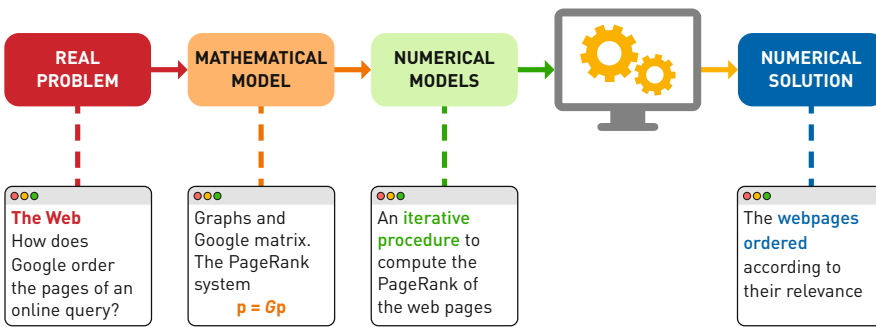 REAL
PROBLEM
MATHEMATICAL
MODEL
NUMERICAL
MODELS
NUMERICAL
SOLUTION
The Web
How does
Google order
the pages of an
online query?
Graphs and
Google matrix.
The PageRank
system
p = Gp
An iterative
procedure to
compute the
PageRank of
the web pages
The webpages
ordered
according to
their relevance